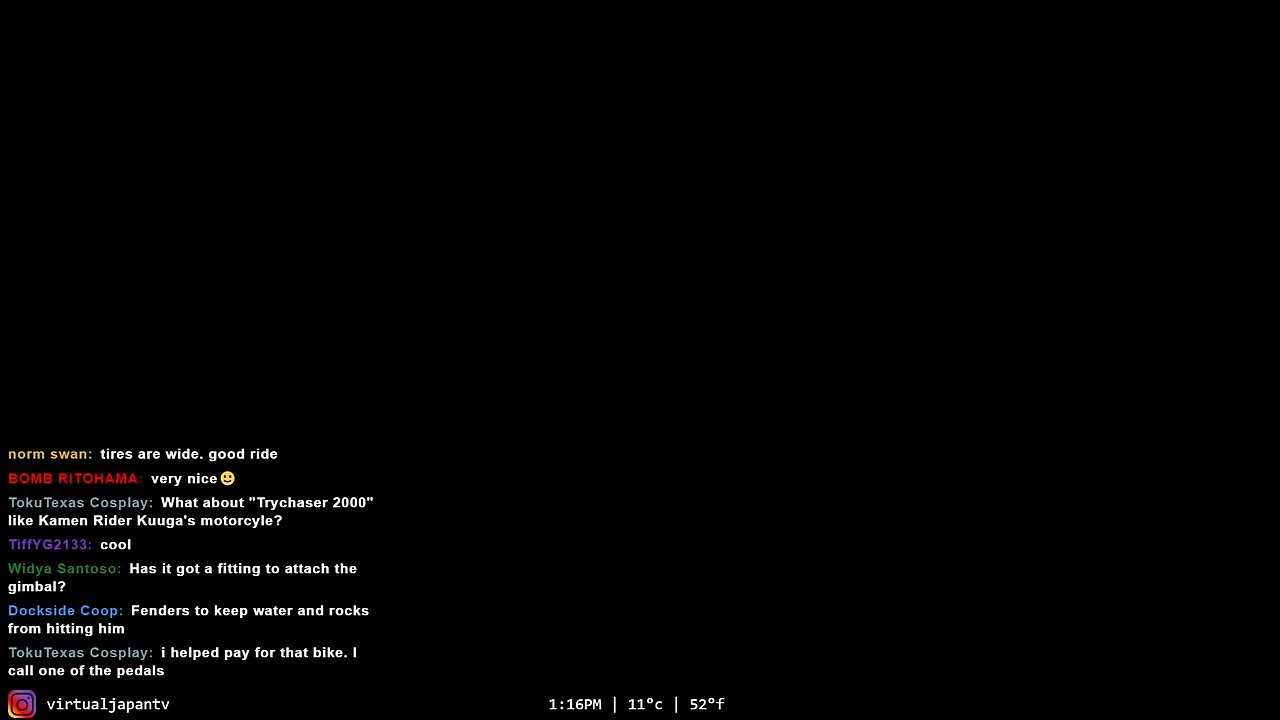 norm swan: tires are wide. good ride
BOMB RITOHAMA: very nice😃
TokuTexas Cosplay: What about "Trychaser 2000"
like Kamen Rider Kuuga's motorcyle?
TiffYG2133: cool
Widya Santoso: Has it got a fitting to attach the
gimbal?
Dockside Coop: Fenders to keep water and rocks
from hitting him
TokuTexas Cosplay: i helped pay for that bike. I
call one of the pedals
virtualjapantv
1:16PM | 11°c | 52°f